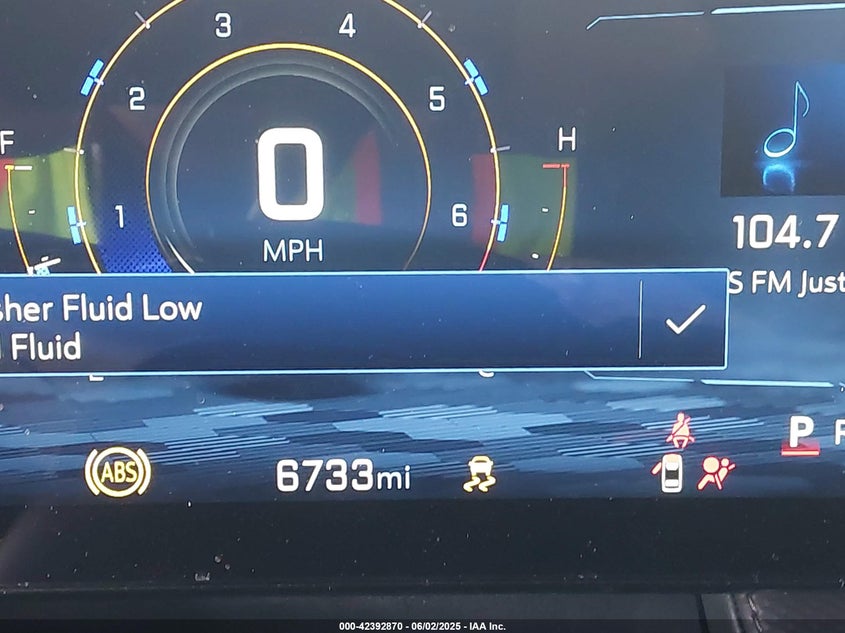 3 4
2 5
F H
1 6
0
MPH
104.7
S FM Just
sher Fluid Low
Fluid
ABS
6733mi
P
000-42392870 - 06/02/2025 - IAA Inc.